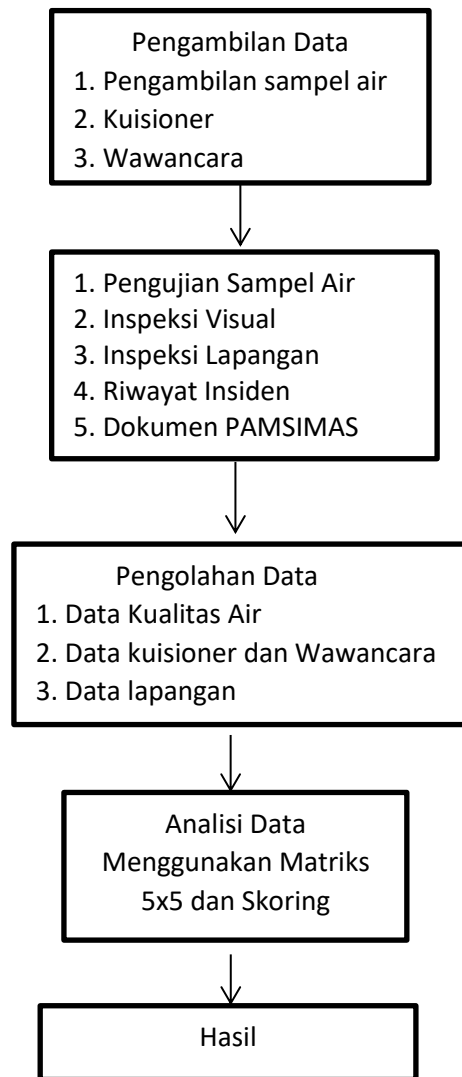 Pengambilan Data
1. Pengambilan sampel air
2. Kuisioner
3. Wawancara
1. Pengujian Sampel Air
2. Inspeksi Visual
3. Inspeksi Lapangan
4. Riwayat Insiden
5. Dokumen PAMSIMAS
Pengolahan Data
1. Data Kualitas Air
2. Data kuisioner dan Wawancara
3. Data lapangan
Analisi Data
Menggunakan Matriks
5x5 dan Skoring
Hasil